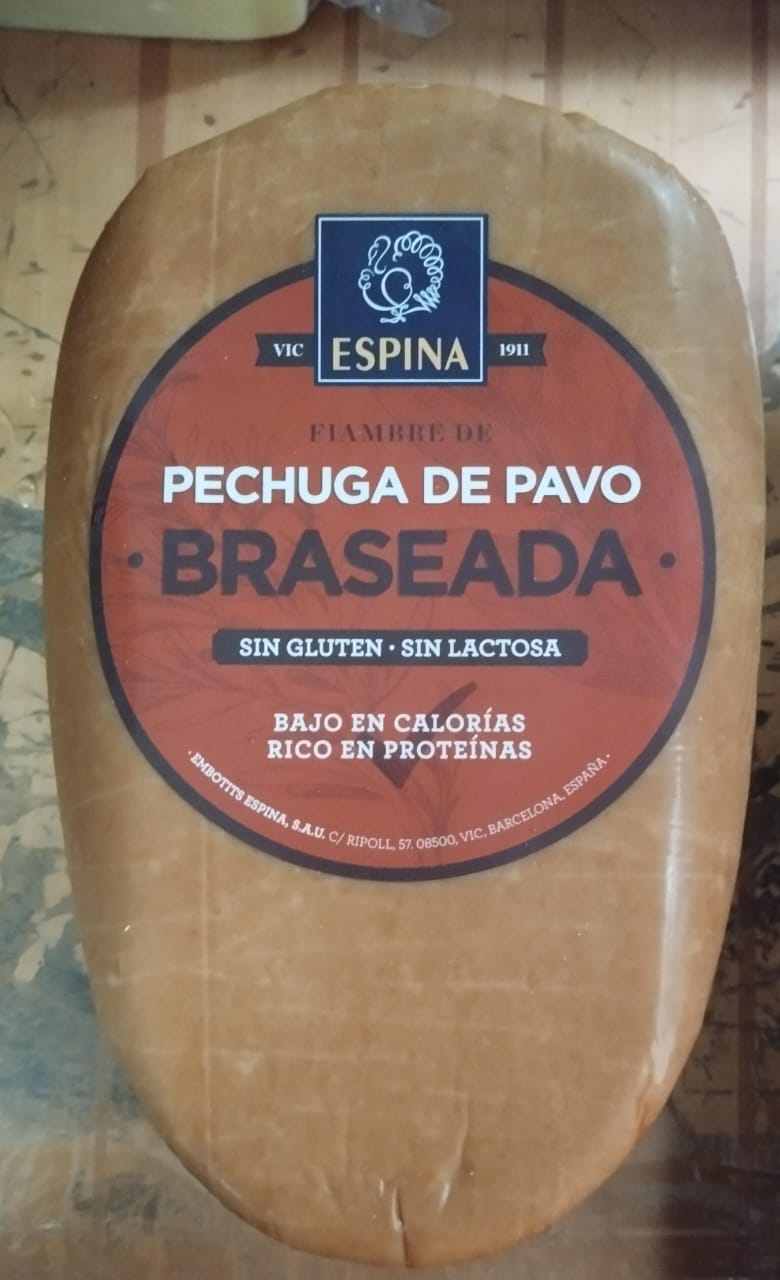 VIC ESPINA 1911
FIAMBRE DE
PECHUGA DE PAVO
· BRASEADA ·
SIN GLUTEN · SIN LACTOSA
BAJO EN CALORÍAS
RICO EN PROTEÍNAS
· EMBOTITS ESPINA, S.A.U. C/ RIPOLL, 57. 08500, VIC, BARCELONA, ESPAÑA ·